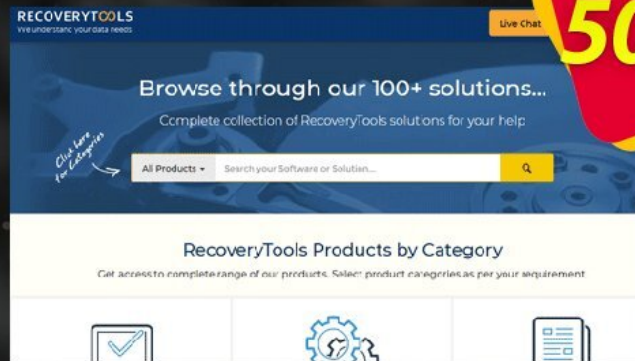 RECOVERYTOOLS
We understand your data needs
Live Chat
50
Browse through our 100+ solutions...
Complete collection of RecoveryTools solutions for your help
Click here
for Categories
All Products
Search your Software or Solution...
RecoveryTools Products by Category
Get access to complete range of our products. Select product categories as per your requirement